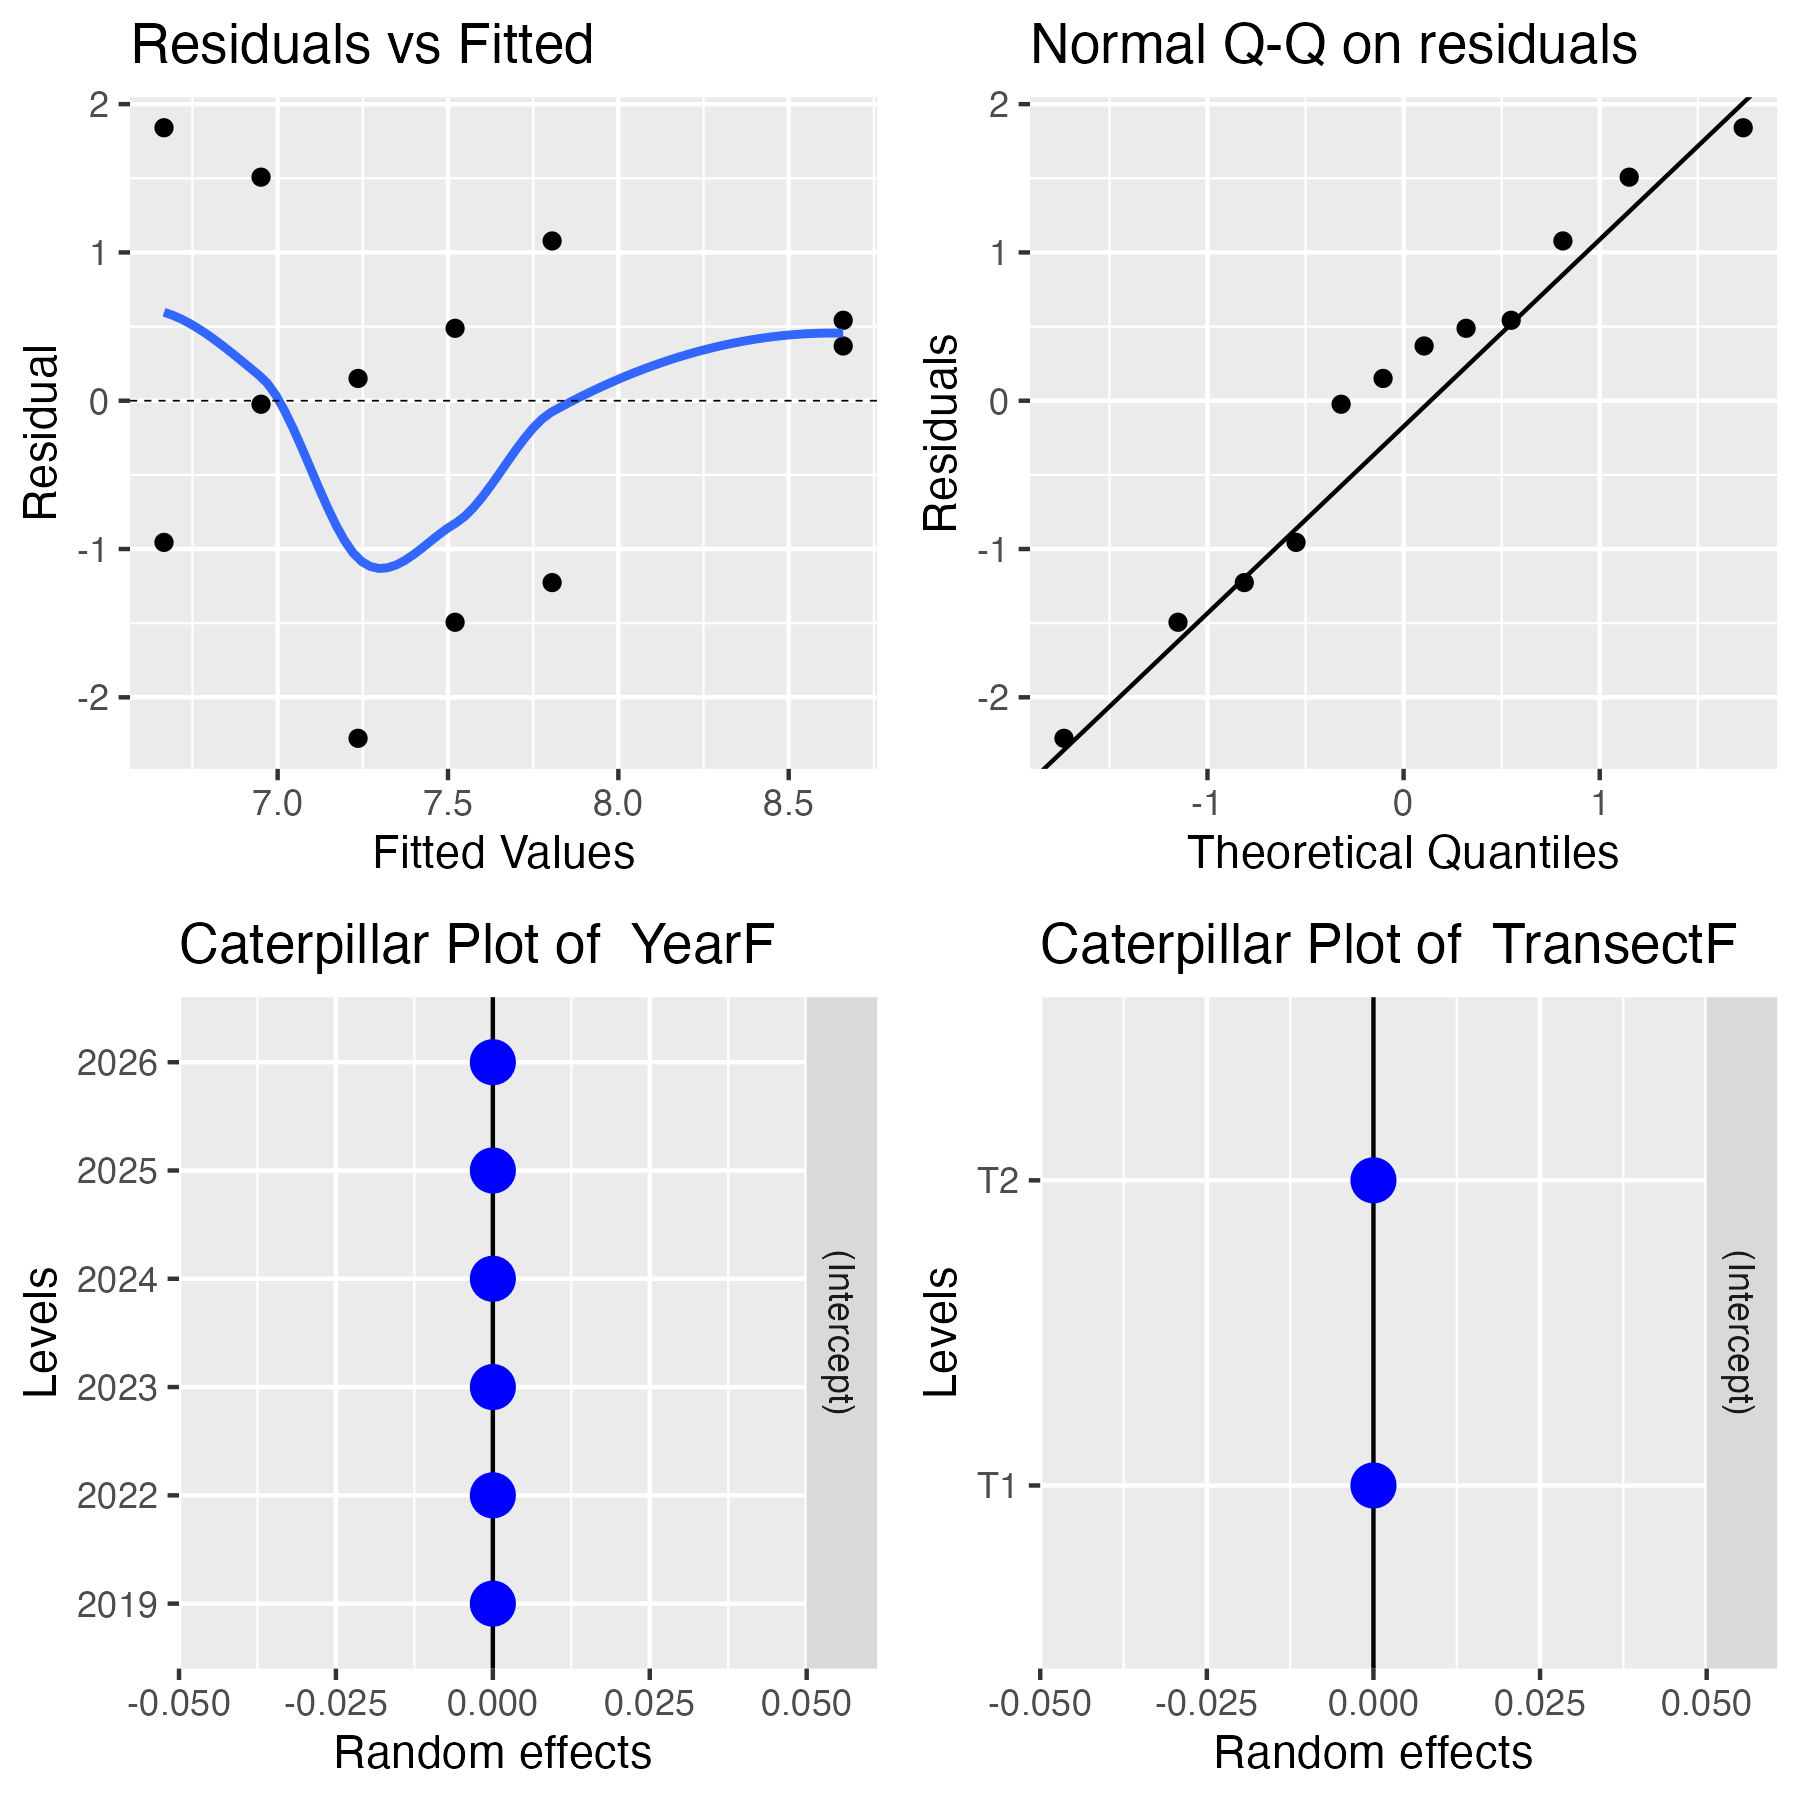 Residuals vs Fitted
2
1
0
-1
-2
Residual
7.0 7.5 8.0 8.5
Fitted Values
Normal Q-Q on residuals
2
1
0
-1
-2
Residuals
-1 0 1
Theoretical Quantiles
Caterpillar Plot of YearF
2026
2025
2024
2023
2022
2019
Levels
(Intercept)
-0.050 -0.025 0.000 0.025 0.050
Random effects
Caterpillar Plot of TransectF
T2
T1
Levels
(Intercept)
-0.050 -0.025 0.000 0.025 0.050
Random effects